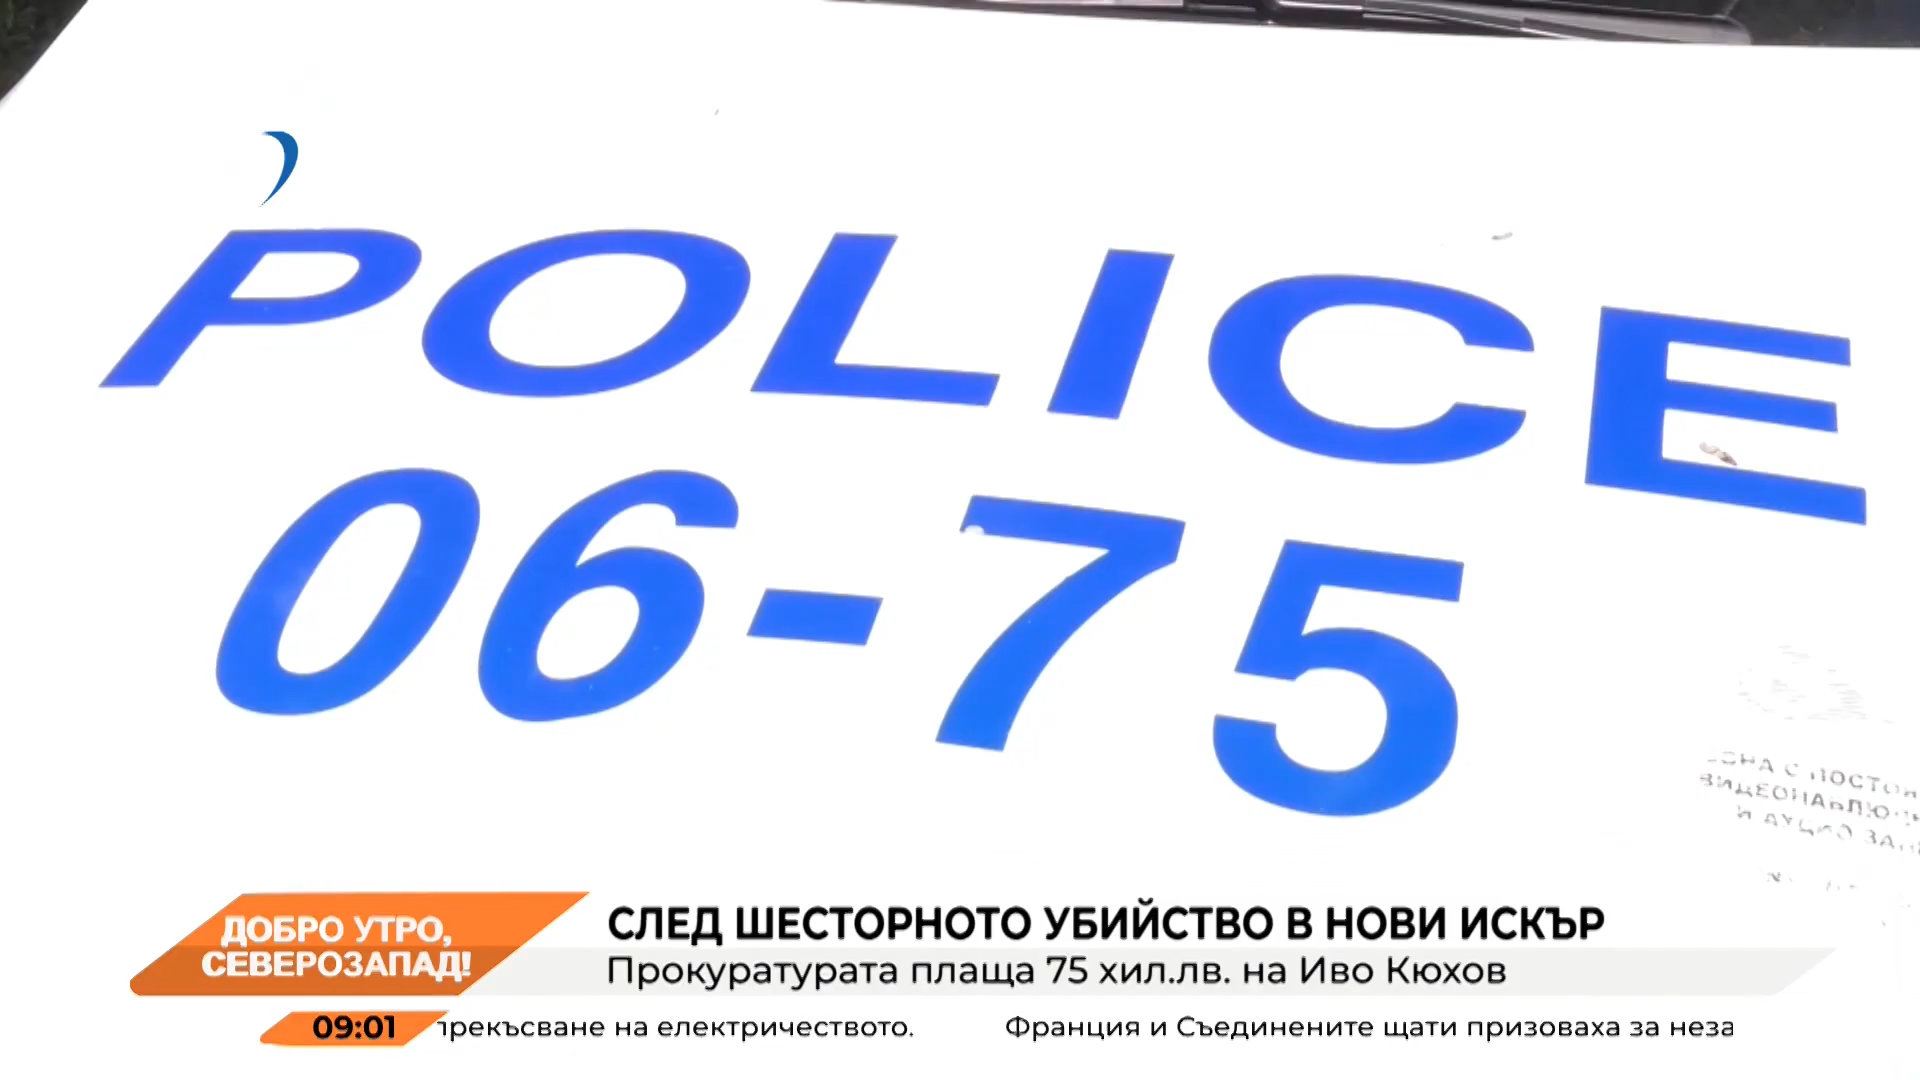 POLICE
06-75
ДОБРО УТРО,
СЕВЕРОЗАПАД!
СЛЕД ШЕСТОРНОТО УБИЙСТВО В НОВИ ИСКЪР
Прокуратурата плаща 75 хил.лв. на Иво Кюхов
09:01
прекъсване на електричеството. Франция и Съединените щати призоваха за неза